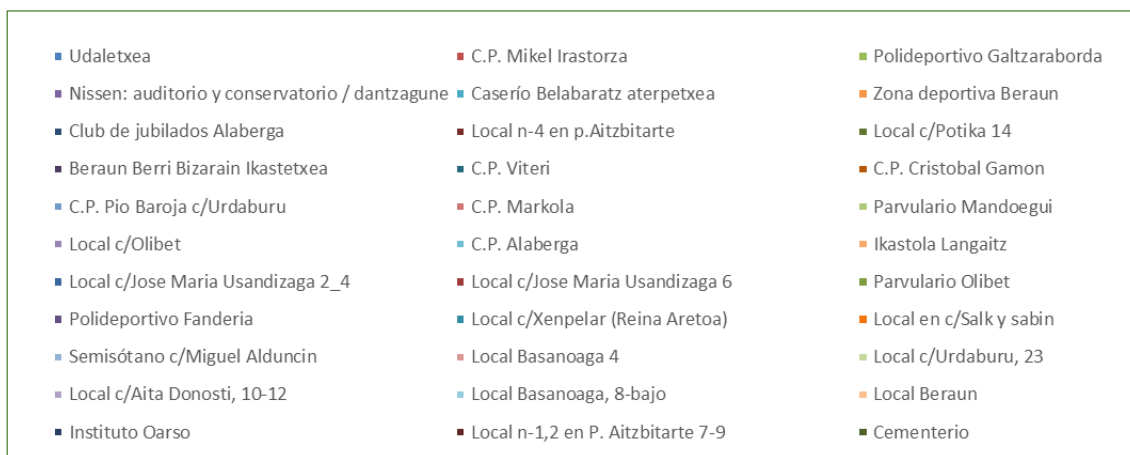 Udaletxea C.P. Mikel Irastorza Polideportivo Galtzaraborda
Nissen: auditorio y conservatorio / dantzagune Caserío Belabaratz aterpetxea Zona deportiva Beraun
Club de jubilados Alaberga Local n-4 en p.Aitzbitarte Local c/Potika 14
Beraun Berri Bizarain Ikastetxea C.P. Viteri C.P. Cristobal Gamon
C.P. Pio Baroja c/Urdaburu C.P. Markola Parvulario Mandoegui
Local c/Olibet C.P. Alaberga Ikastola Langaitz
Local c/Jose Maria Usandizaga 2_4 Local c/Jose Maria Usandizaga 6 Parvulario Olibet
Polideportivo Fanderia Local c/Xenpelar (Reina Aretoa) Local en c/Salk y sabin
Semisótano c/Miguel Alduncin Local Basanoaga 4 Local c/Urdaburu, 23
Local c/Aita Donosti, 10-12 Local Basanoaga, 8-bajo Local Beraun
Instituto Oarso Local n-1,2 en P. Aitzbitarte 7-9 Cementerio